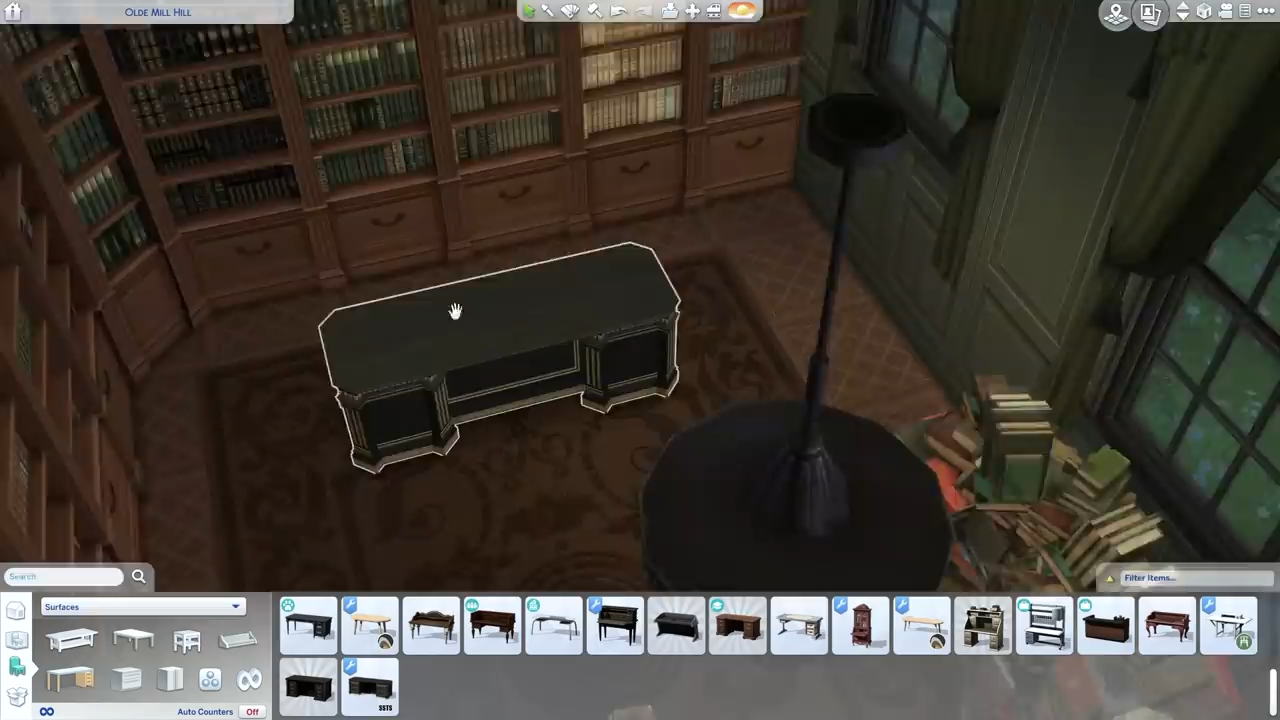 Olde Mill Hill
Search
Filter Items...
Surfaces
SSTS
Auto Counters Off